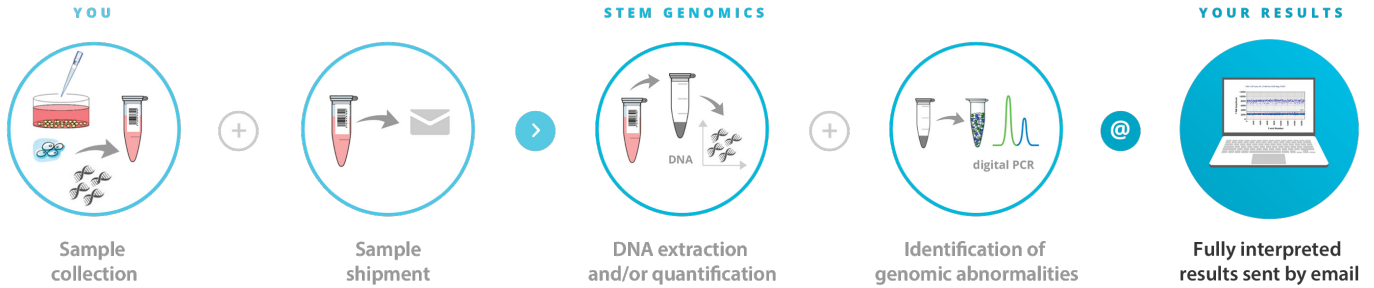 YOU
STEM GENOMICS
YOUR RESULTS
DNA
digital PCR
@
Sample
collection
Sample
shipment
DNA extraction
and/or quantification
Identification of
genomic abnormalities
Fully interpreted
results sent by email